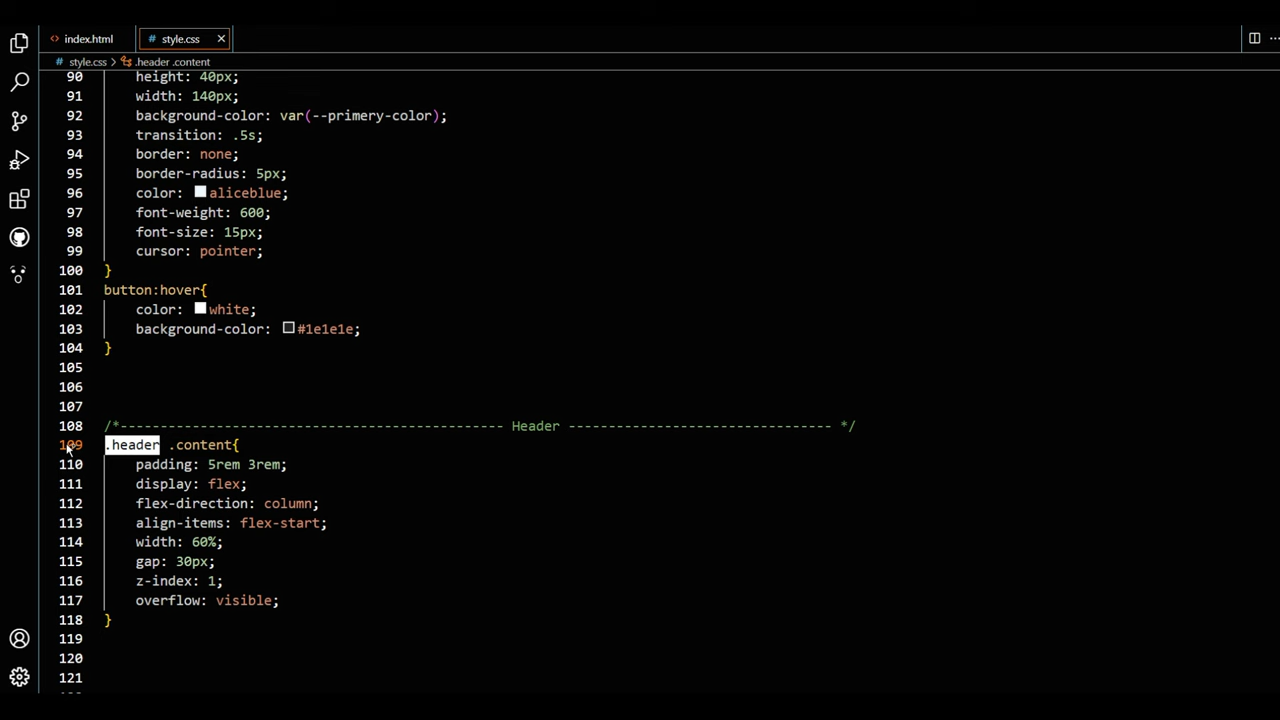 index.html
style.css
style.css > .header .content
90 height: 40px;
91 width: 140px;
92 background-color: var(--primery-color);
93 transition: .5s;
94 border: none;
95 border-radius: 5px;
96 color: aliceblue;
97 font-weight: 600;
98 font-size: 15px;
99 cursor: pointer;
100 }
101 button:hover{
102 color: white;
103 background-color: #1e1e1e;
104 }
105
106
107
108 /*------------------------------------------------ Header --------------------------------- */
109 .header .content{
110 padding: 5rem 3rem;
111 display: flex;
112 flex-direction: column;
113 align-items: flex-start;
114 width: 60%;
115 gap: 30px;
116 z-index: 1;
117 overflow: visible;
118 }
119
120
121